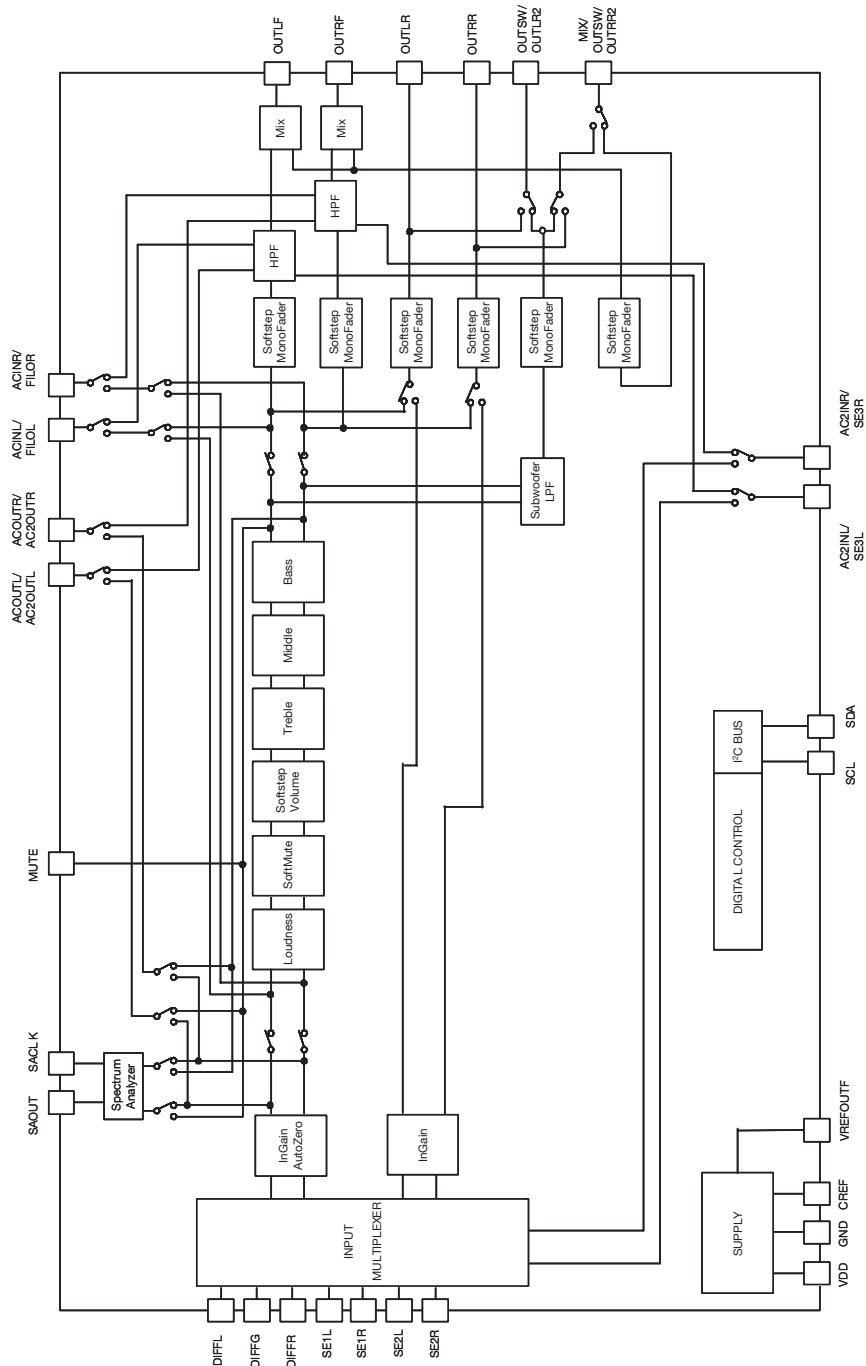 OUTLF
OUTRF
OUTLR
OUTRR
OUTSW/
OUTLR2
MIX/
OUTSW/
OUTRR2
Mix
Mix
HPF
HPF
Softstep
MonoFader
Softstep
MonoFader
Softstep
MonoFader
Softstep
MonoFader
Softstep
MonoFader
Softstep
MonoFader
ACINR/
FILOR
ACINL/
FILOL
ACOUTR/
AC2OUTR
ACOUTL/
AC2OUTL
MUTE
SACLK
SAOUT
AC2INR/
SE3R
AC2INL/
SE3L
Subwoofer
LPF
Bass
Middle
Treble
Softstep
Volume
SoftMute
Loudness
Spectrum
Analyzer
InGain
AutoZero
InGain
INPUT
MULTIPLEXER
DIFFL
DIFFG
DIFFR
SE1L
SE1R
SE2L
SE2R
I²C BUS
DIGITAL CONTROL
SDA
SCL
SUPPLY
VREFOUTF
CREF
GND
VDD